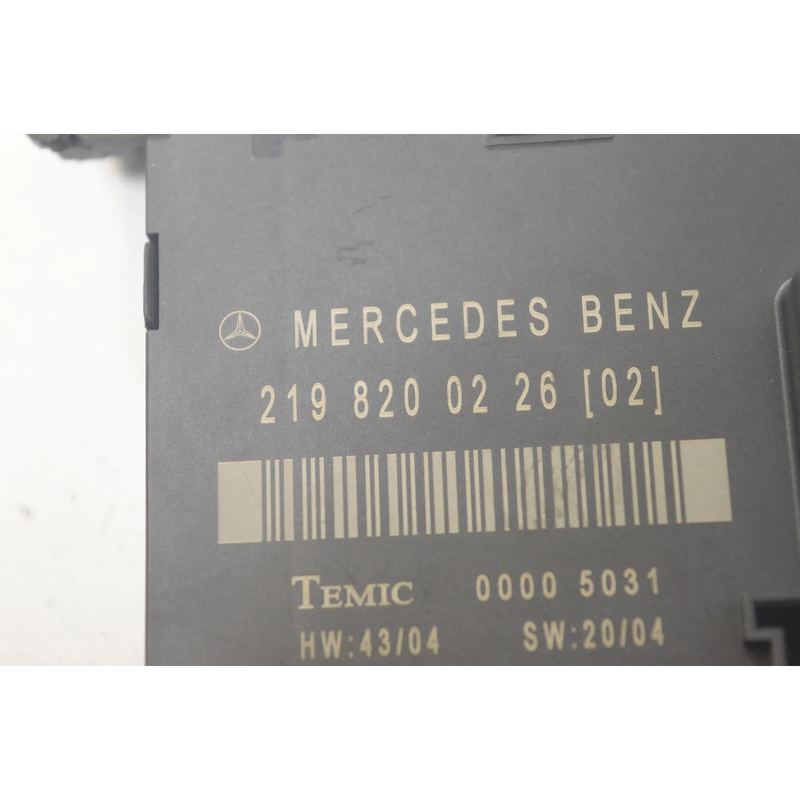 MERCEDES BENZ
219 820 02 26 [02]
TEMIC 0000 5031
HW:43/04 SW:20/04